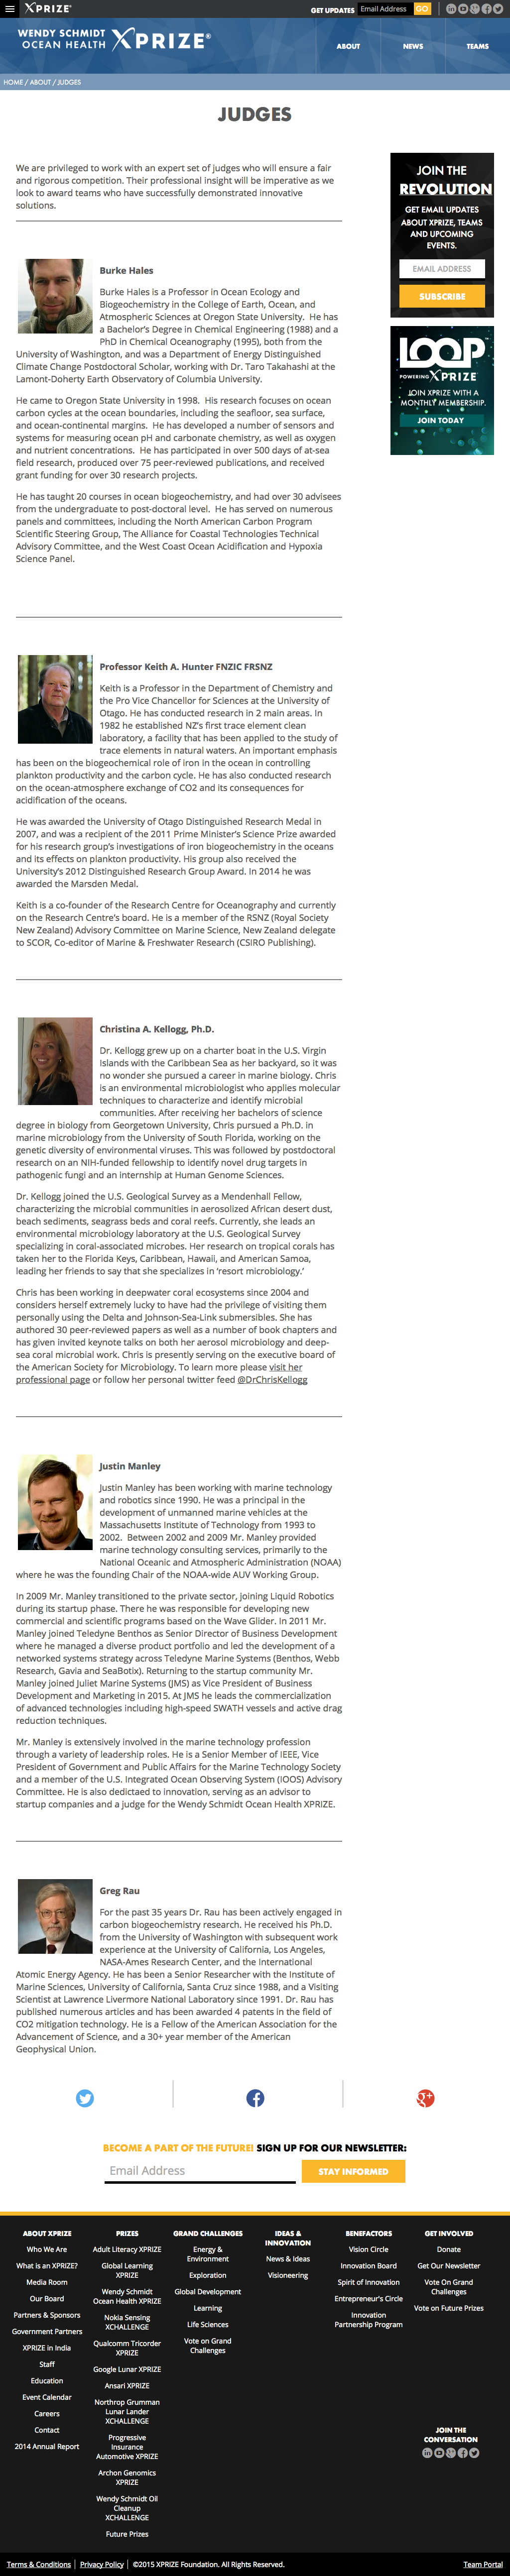 XPRIZE®
GET UPDATES Email Address GO
WENDY SCHMIDT
OCEAN HEALTH XPRIZE®
ABOUT NEWS TEAMS
HOME / ABOUT / JUDGES
JUDGES
We are privileged to work with an expert set of judges who will ensure a fair
and rigorous competition. Their professional insight will be imperative as we
look to award teams who have successfully demonstrated innovative
solutions.
JOIN THE
REVOLUTION
GET EMAIL UPDATES
ABOUT XPRIZE, TEAMS
AND UPCOMING
EVENTS.
EMAIL ADDRESS
SUBSCRIBE
LOOP
POWERING XPRIZE
JOIN XPRIZE WITH A
MONTHLY MEMBERSHIP.
JOIN TODAY
Burke Hales
Burke Hales is a Professor in Ocean Ecology and
Biogeochemistry in the College of Earth, Ocean, and
Atmospheric Sciences at Oregon State University.  He has
a Bachelor's Degree in Chemical Engineering (1988) and a
PhD in Chemical Oceanography (1995), both from the
University of Washington, and was a Department of Energy Distinguished
Climate Change Postdoctoral Scholar, working with Dr. Taro Takahashi at the
Lamont-Doherty Earth Observatory of Columbia University.
He came to Oregon State University in 1998.  His research focuses on ocean
carbon cycles at the ocean boundaries, including the seafloor, sea surface,
and ocean-continental margins.  He has developed a number of sensors and
systems for measuring ocean pH and carbonate chemistry, as well as oxygen
and nutrient concentrations.  He has participated in over 500 days of at-sea
field research, produced over 75 peer-reviewed publications, and received
grant funding for over 30 research projects.
He has taught 20 courses in ocean biogeochemistry, and had over 30 advisees
from the undergraduate to post-doctoral level.  He has served on numerous
panels and committees, including the North American Carbon Program
Scientific Steering Group, The Alliance for Coastal Technologies Technical
Advisory Committee, and the West Coast Ocean Acidification and Hypoxia
Science Panel.
Professor Keith A. Hunter FNZIC FRSNZ
Keith is a Professor in the Department of Chemistry and
the Pro Vice Chancellor for Sciences at the University of
Otago. He has conducted research in 2 main areas. In
1982 he established NZ's first trace element clean
laboratory, a facility that has been applied to the study of
trace elements in natural waters. An important emphasis
has been on the biogeochemical role of iron in the ocean in controlling
plankton productivity and the carbon cycle. He has also conducted research
on the ocean-atmosphere exchange of CO2 and its consequences for
acidification of the oceans.
He was awarded the University of Otago Distinguished Research Medal in
2007, and was a recipient of the 2011 Prime Minister's Science Prize awarded
for his research group's investigations of iron biogeochemistry in the oceans
and its effects on plankton productivity. His group also received the
University's 2012 Distinguished Research Group Award. In 2014 he was
awarded the Marsden Medal.
Keith is a co-founder of the Research Centre for Oceanography and currently
on the Research Centre's board. He is a member of the RSNZ (Royal Society
New Zealand) Advisory Committee on Marine Science, New Zealand delegate
to SCOR, Co-editor of Marine & Freshwater Research (CSIRO Publishing).
Christina A. Kellogg, Ph.D.
Dr. Kellogg grew up on a charter boat in the U.S. Virgin
Islands with the Caribbean Sea as her backyard, so it was
no wonder she pursued a career in marine biology. Chris
is an environmental microbiologist who applies molecular
techniques to characterize and identify microbial
communities. After receiving her bachelors of science
degree in biology from Georgetown University, Chris pursued a Ph.D. in
marine microbiology from the University of South Florida, working on the
genetic diversity of environmental viruses. This was followed by postdoctoral
research on an NIH-funded fellowship to identify novel drug targets in
pathogenic fungi and an internship at Human Genome Sciences.
Dr. Kellogg joined the U.S. Geological Survey as a Mendenhall Fellow,
characterizing the microbial communities in aerosolized African desert dust,
beach sediments, seagrass beds and coral reefs. Currently, she leads an
environmental microbiology laboratory at the U.S. Geological Survey
specializing in coral-associated microbes. Her research on tropical corals has
taken her to the Florida Keys, Caribbean, Hawaii, and American Samoa,
leading her friends to say that she specializes in 'resort microbiology.'
Chris has been working in deepwater coral ecosystems since 2004 and
considers herself extremely lucky to have had the privilege of visiting them
personally using the Delta and Johnson-Sea-Link submersibles. She has
authored 30 peer-reviewed papers as well as a number of book chapters and
has given invited keynote talks on both her aerosol microbiology and deep-
sea coral microbial work. Chris is presently serving on the executive board of
the American Society for Microbiology. To learn more please visit her
professional page or follow her personal twitter feed @DrChrisKellogg
Justin Manley
Justin Manley has been working with marine technology
and robotics since 1990. He was a principal in the
development of unmanned marine vehicles at the
Massachusetts Institute of Technology from 1993 to
2002.  Between 2002 and 2009 Mr. Manley provided
marine technology consulting services, primarily to the
National Oceanic and Atmospheric Administration (NOAA)
where he was the founding Chair of the NOAA-wide AUV Working Group.
In 2009 Mr. Manley transitioned to the private sector, joining Liquid Robotics
during its startup phase. There he was responsible for developing new
commercial and scientific programs based on the Wave Glider. In 2011 Mr.
Manley joined Teledyne Benthos as Senior Director of Business Development
where he managed a diverse product portfolio and led the development of a
networked systems strategy across Teledyne Marine Systems (Benthos, Webb
Research, Gavia and SeaBotix). Returning to the startup community Mr.
Manley joined Juliet Marine Systems (JMS) as Vice President of Business
Development and Marketing in 2015. At JMS he leads the commercialization
of advanced technologies including high-speed SWATH vessels and active drag
reduction techniques.
Mr. Manley is extensively involved in the marine technology profession
through a variety of leadership roles. He is a Senior Member of IEEE, Vice
President of Government and Public Affairs for the Marine Technology Society
and a member of the U.S. Integrated Ocean Observing System (IOOS) Advisory
Committee. He is also dedictaed to innovation, serving as an advisor to
startup companies and a judge for the Wendy Schmidt Ocean Health XPRIZE.
Greg Rau
For the past 35 years Dr. Rau has been actively engaged in
carbon biogeochemistry research. He received his Ph.D.
from the University of Washington with subsequent work
experience at the University of California, Los Angeles,
NASA-Ames Research Center, and the International
Atomic Energy Agency. He has been a Senior Researcher with the Institute of
Marine Sciences, University of California, Santa Cruz since 1988, and a Visiting
Scientist at Lawrence Livermore National Laboratory since 1991. Dr. Rau has
published numerous articles and has been awarded 4 patents in the field of
CO2 mitigation technology. He is a Fellow of the American Association for the
Advancement of Science, and a 30+ year member of the American
Geophysical Union.
BECOME A PART OF THE FUTURE! SIGN UP FOR OUR NEWSLETTER:
Email Address STAY INFORMED
ABOUT XPRIZE
Who We Are
What is an XPRIZE?
Media Room
Our Board
Partners & Sponsors
Government Partners
XPRIZE in India
Staff
Education
Event Calendar
Careers
Contact
2014 Annual Report
PRIZES
Adult Literacy XPRIZE
Global Learning
XPRIZE
Wendy Schmidt
Ocean Health XPRIZE
Nokia Sensing
XCHALLENGE
Qualcomm Tricorder
XPRIZE
Google Lunar XPRIZE
Ansari XPRIZE
Northrop Grumman
Lunar Lander
XCHALLENGE
Progressive
Insurance
Automotive XPRIZE
Archon Genomics
XPRIZE
Wendy Schmidt Oil
Cleanup
XCHALLENGE
Future Prizes
GRAND CHALLENGES
Energy &
Environment
Exploration
Global Development
Learning
Life Sciences
Vote on Grand
Challenges
IDEAS &
INNOVATION
News & Ideas
Visioneering
BENEFACTORS
Vision Circle
Innovation Board
Spirit of Innovation
Entrepreneur's Circle
Innovation
Partnership Program
GET INVOLVED
Donate
Get Our Newsletter
Vote On Grand
Challenges
Vote on Future Prizes
JOIN THE
CONVERSATION
Terms & Conditions | Privacy Policy | ©2015 XPRIZE Foundation. All Rights Reserved. Team Portal